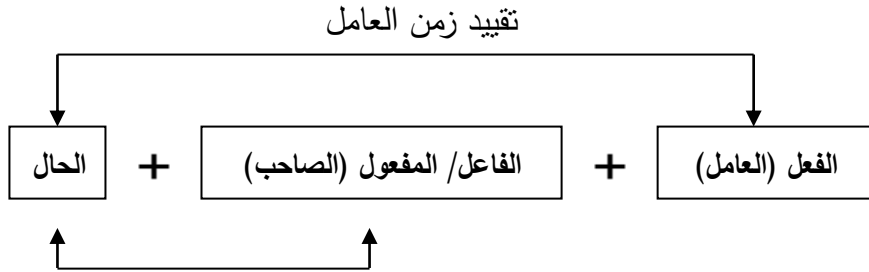 تقييد زمن العامل
الفعل (العامل) + الفاعل/ المفعول (الصاحب) + الحال